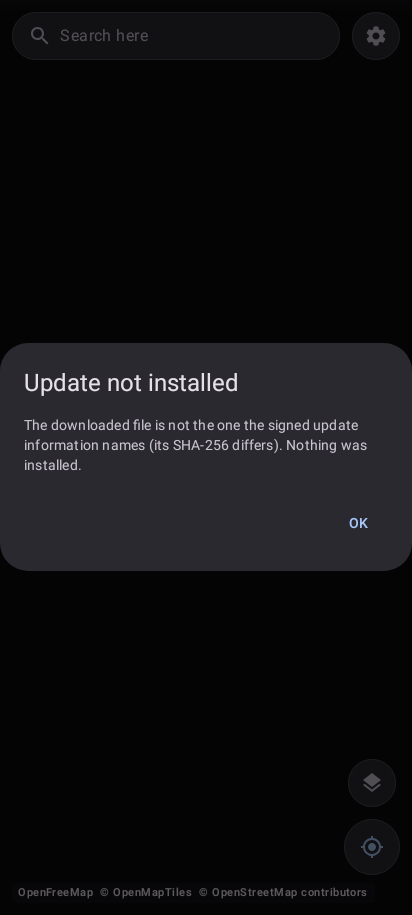 Search here
Update not installed
The downloaded file is not the one the signed update
information names (its SHA-256 differs). Nothing was
installed.
OK
OpenFreeMap © OpenMapTiles © OpenStreetMap contributors